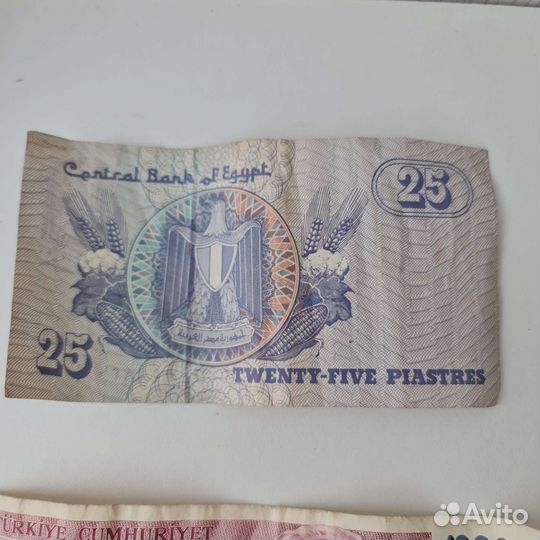 Central Bank of Egypt
25
25
جمهورية مصر العربية
TWENTY-FIVE PIASTRES
TÜRKİYE CUMHURİYET
Avito